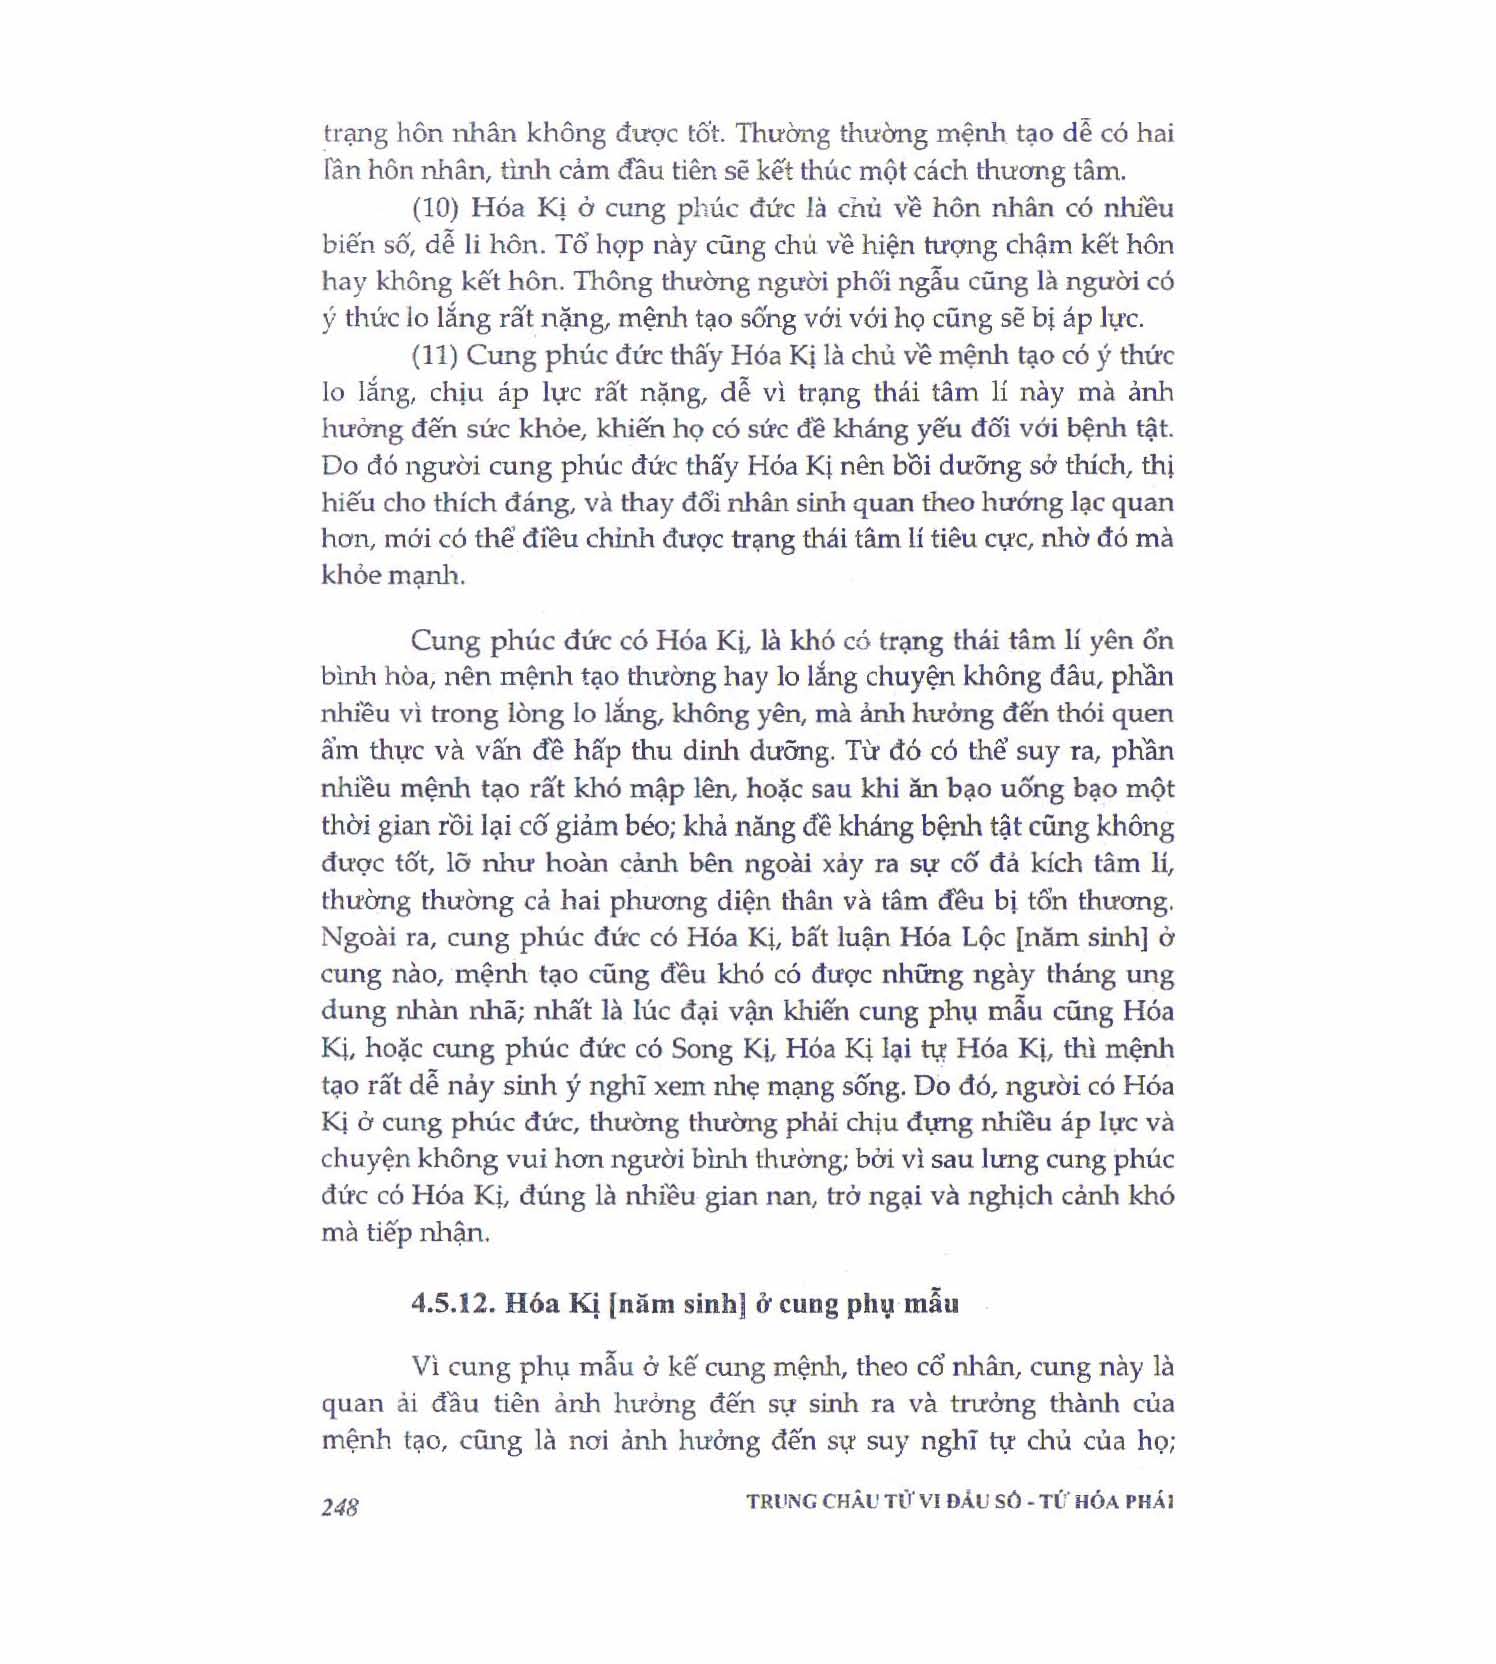 trạng hôn nhân không được tốt. Thường thường mệnh tạo dễ có hai
lần hôn nhân, tình cảm đầu tiên sẽ kết thúc một cách thương tâm.
(10) Hóa Kị ở cung phúc đức là chủ về hôn nhân có nhiều
biến số, dễ li hôn. Tổ hợp này cũng chủ về hiện tượng chậm kết hôn
hay không kết hôn. Thông thường người phối ngẫu cũng là người có
ý thức lo lắng rất nặng, mệnh tạo sống với với họ cũng sẽ bị áp lực.
(11) Cung phúc đức thấy Hóa Kị là chủ về mệnh tạo có ý thức
lo lắng, chịu áp lực rất nặng, dễ vì trạng thái tâm lí này mà ảnh
hưởng đến sức khỏe, khiến họ có sức đề kháng yếu đối với bệnh tật.
Do đó người cung phúc đức thấy Hóa Kị nên bồi dưỡng sở thích, thị
hiếu cho thích đáng, và thay đổi nhân sinh quan theo hướng lạc quan
hơn, mới có thể điều chỉnh được trạng thái tâm lí tiêu cực, nhờ đó mà
khỏe mạnh.
Cung phúc đức có Hóa Kị, là khó có trạng thái tâm lí yên ổn
bình hòa, nên mệnh tạo thường hay lo lắng chuyện không đâu, phần
nhiều vì trong lòng lo lắng, không yên, mà ảnh hưởng đến thói quen
ẩm thực và vấn đề hấp thu dinh dưỡng. Từ đó có thể suy ra, phần
nhiều mệnh tạo rất khó mập lên, hoặc sau khi ăn bạo uống bạo một
thời gian rồi lại cố giảm béo; khả năng đề kháng bệnh tật cũng không
được tốt, lỡ như hoàn cảnh bên ngoài xảy ra sự cố đả kích tâm lí,
thường thường cả hai phương diện thân và tâm đều bị tổn thương.
Ngoài ra, cung phúc đức có Hóa Kị, bất luận Hóa Lộc [năm sinh] ở
cung nào, mệnh tạo cũng đều khó có được những ngày tháng ung
dung nhàn nhã; nhất là lúc đại vận khiến cung phụ mẫu cũng Hóa
Kị, hoặc cung phúc đức có Song Kị, Hóa Kị lại tự Hóa Kị, thì mệnh
tạo rất dễ nảy sinh ý nghĩ xem nhẹ mạng sống. Do đó, người có Hóa
Kị ở cung phúc đức, thường thường phải chịu đựng nhiều áp lực và
chuyện không vui hơn người bình thường; bởi vì sau lưng cung phúc
đức có Hóa Kị, đúng là nhiều gian nan, trở ngại và nghịch cảnh khó
mà tiếp nhận.
4.5.12. Hóa Kị [năm sinh] ở cung phụ mẫu
Vì cung phụ mẫu ở kế cung mệnh, theo cổ nhân, cung này là
quan ải đầu tiên ảnh hưởng đến sự sinh ra và trưởng thành của
mệnh tạo, cũng là nơi ảnh hưởng đến sự suy nghĩ tự chủ của họ;
248
TRUNG CHÂU TỬ VI ĐẨU SỐ - TỨ HÓA PHÁI